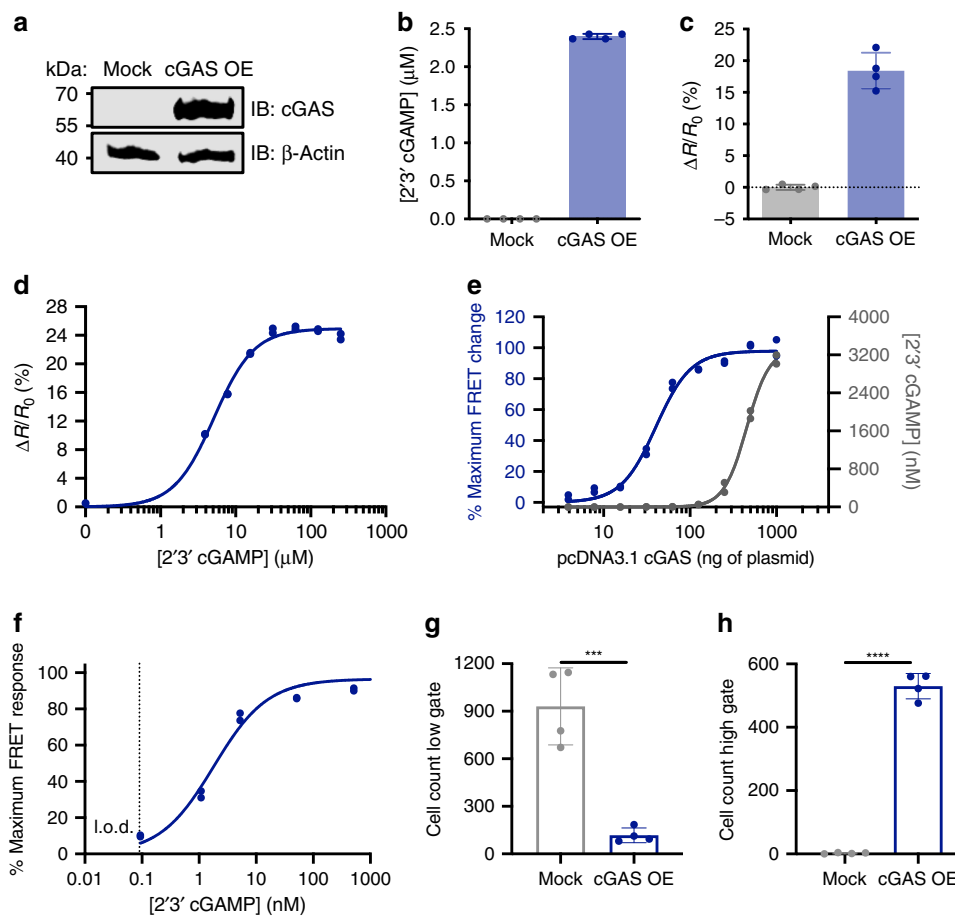 a
kDa: Mock cGAS OE
70
55
40
IB: cGAS
IB: β-Actin
b
[2′3′ cGAMP] (μM)
2.5
2.0
1.5
1.0
0.5
0.0
Mock cGAS OE
c
ΔR/R0 (%)
25
20
15
10
5
0
−5
Mock cGAS OE
d
ΔR/R0 (%)
28
24
20
16
12
8
4
0
0 1 10 100 1000
[2′3′ cGAMP] (μM)
e
% Maximum FRET change
120
100
80
60
40
20
0
4000
3200
2400
1600
800
0
[2′3′ cGAMP] (nM)
10 100 1000
pcDNA3.1 cGAS (ng of plasmid)
f
% Maximum FRET response
100
80
60
40
20
0
l.o.d.
0.01 0.1 1 10 100 1000
[2′3′ cGAMP] (nM)
g
Cell count low gate
1200
900
600
300
0
***
Mock cGAS OE
h
Cell count high gate
600
400
200
0
****
Mock cGAS OE